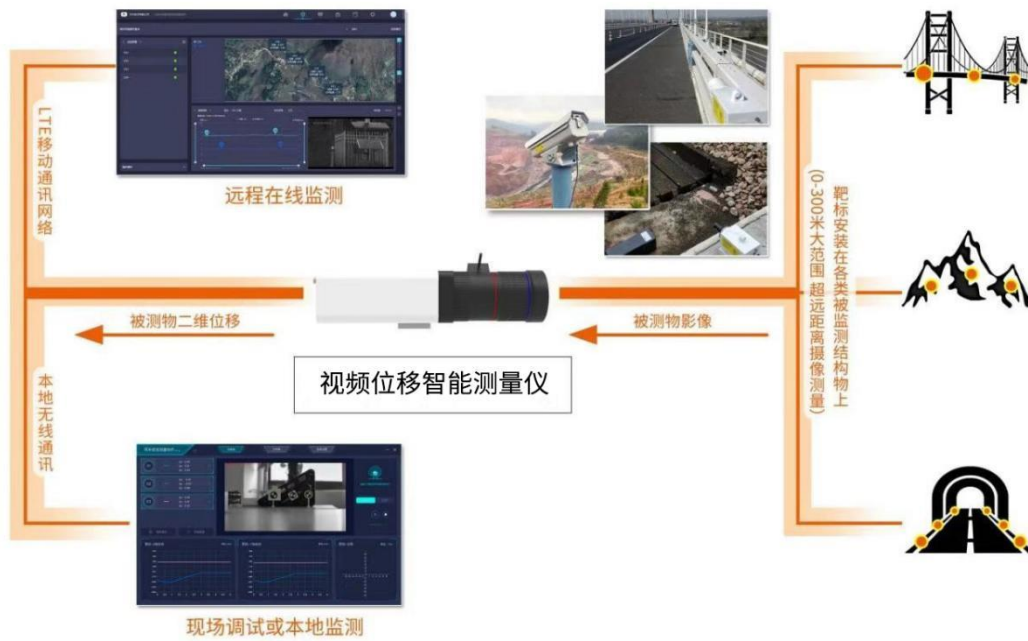 远程在线监测
LTE移动通讯网络
靶标安装在各类被监测结构物上
(0-300米大范围 超远距离摄像测量)
被测物二维位移
被测物影像
视频位移智能测量仪
本地无线通讯
现场调试或本地监测